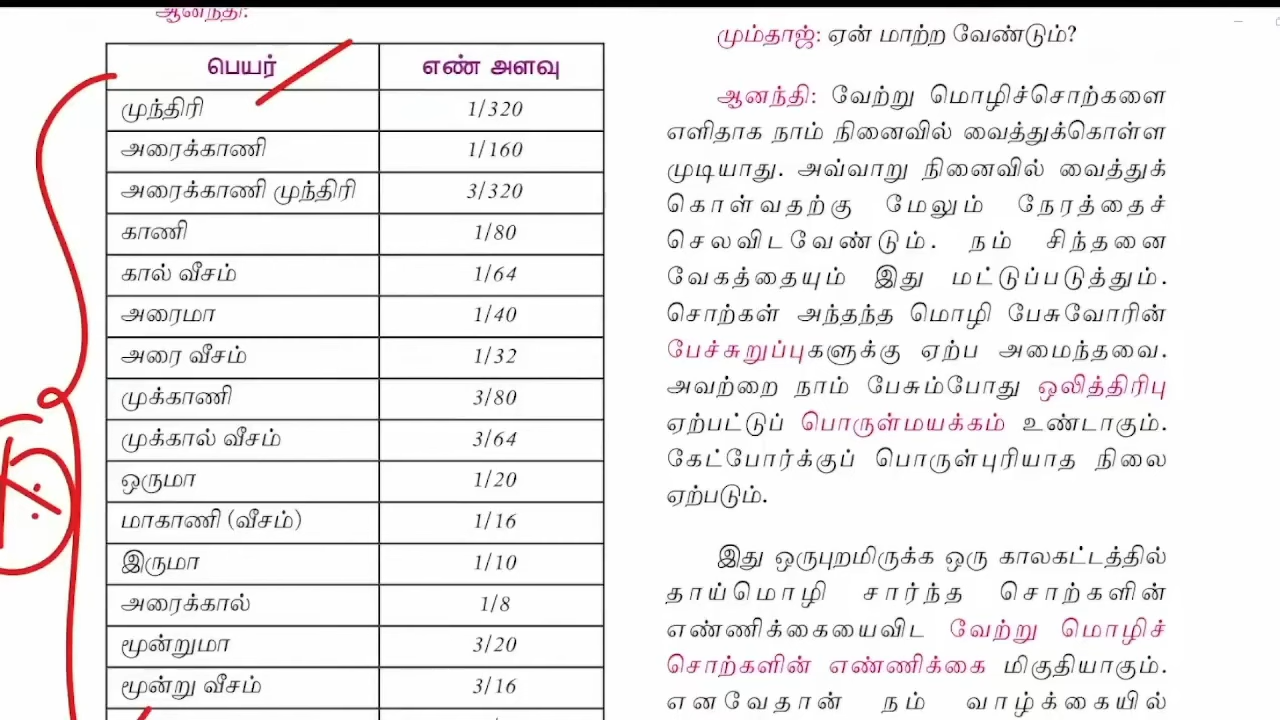 ஆனந்தி:
பெயர் எண் அளவு
முந்திரி 1/320
அரைக்காணி 1/160
அரைக்காணி முந்திரி 3/320
காணி 1/80
கால் வீசம் 1/64
அரைமா 1/40
அரை வீசம் 1/32
முக்காணி 3/80
முக்கால் வீசம் 3/64
ஒருமா 1/20
மாகாணி (வீசம்) 1/16
இருமா 1/10
அரைக்கால் 1/8
மூன்றுமா 3/20
மூன்று வீசம் 3/16
மும்தாஜ்: ஏன் மாற்ற வேண்டும்?
ஆனந்தி: வேற்று மொழிச்சொற்களை
எளிதாக நாம் நினைவில் வைத்துக்கொள்ள
முடியாது. அவ்வாறு நினைவில் வைத்துக்
கொள்வதற்கு மேலும் நேரத்தைச்
செலவிடவேண்டும். நம் சிந்தனை
வேகத்தையும் இது மட்டுப்படுத்தும்.
சொற்கள் அந்தந்த மொழி பேசுவோரின்
பேச்சுறுப்புகளுக்கு ஏற்ப அமைந்தவை.
அவற்றை நாம் பேசும்போது ஒலித்திரிபு
ஏற்பட்டுப் பொருள்மயக்கம் உண்டாகும்.
கேட்போர்க்குப் பொருள்புரியாத நிலை
ஏற்படும்.
இது ஒருபுறமிருக்க ஒரு காலகட்டத்தில்
தாய்மொழி சார்ந்த சொற்களின்
எண்ணிக்கையைவிட வேற்று மொழிச்
சொற்களின் எண்ணிக்கை மிகுதியாகும்.
எனவேதான் நம் வாழ்க்கையில்